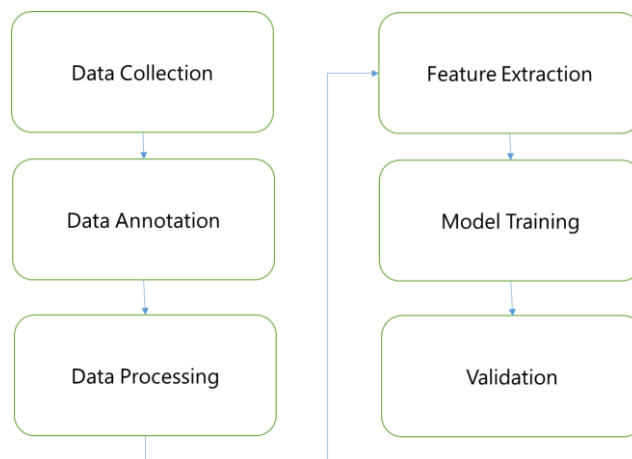 Data Collection
Data Annotation
Data Processing
Feature Extraction
Model Training
Validation